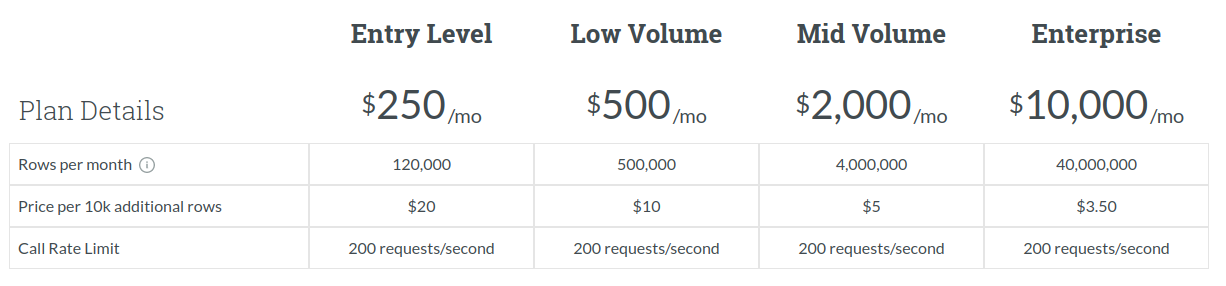 Entry Level Low Volume Mid Volume Enterprise
Plan Details $250/mo $500/mo $2,000/mo $10,000/mo
Rows per month ⓘ 120,000 500,000 4,000,000 40,000,000
Price per 10k additional rows $20 $10 $5 $3.50
Call Rate Limit 200 requests/second 200 requests/second 200 requests/second 200 requests/second